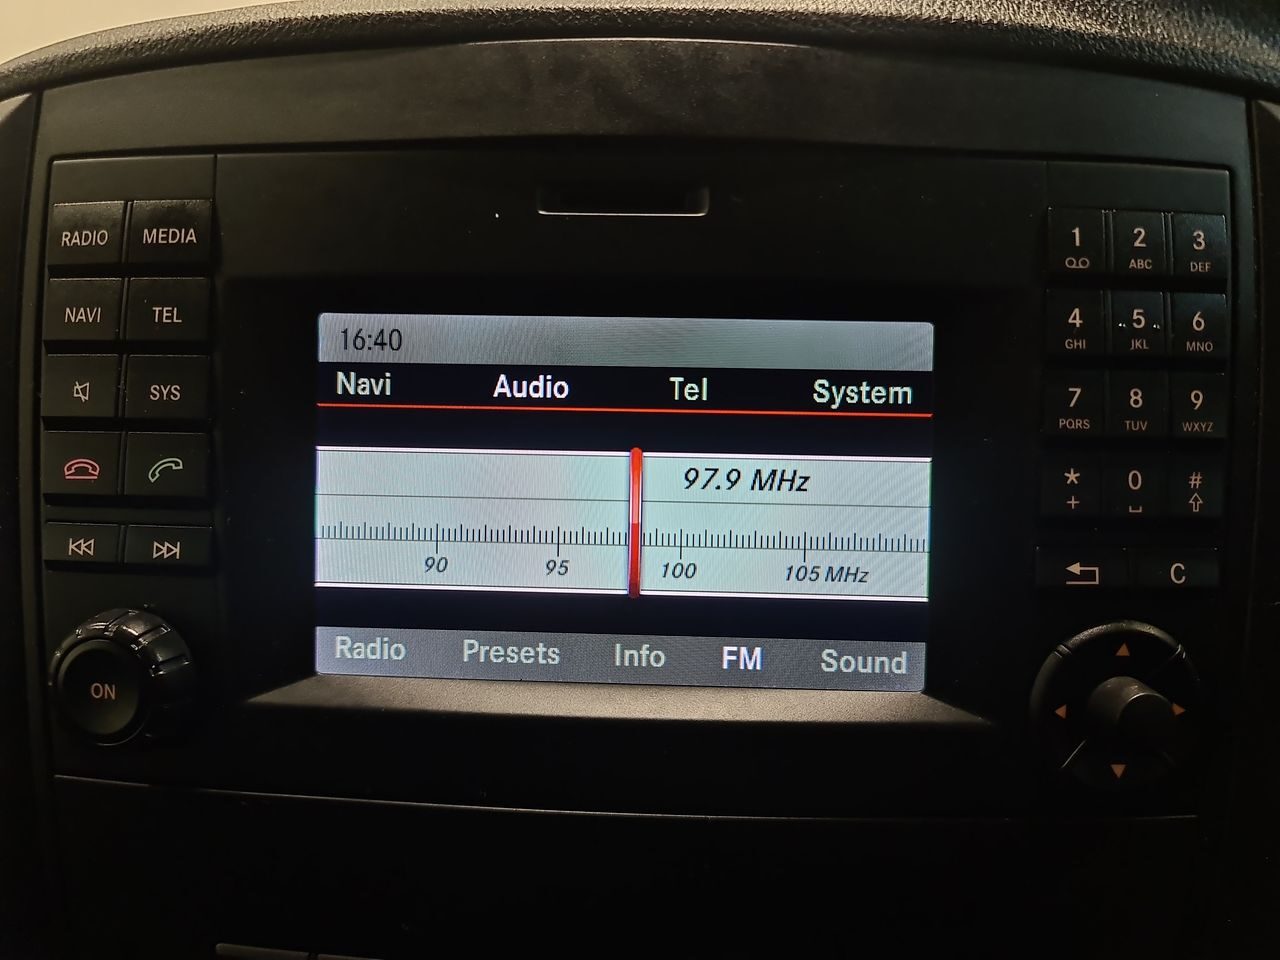 RADIO MEDIA
NAVI TEL
SYS
ON
16:40
Navi Audio Tel System
97.9 MHz
90 95 100 105 MHz
Radio Presets Info FM Sound
1 2 3
ABC DEF
4 5 6
GHI JKL MNO
7 8 9
PQRS TUV WXYZ
* 0 #
+
C